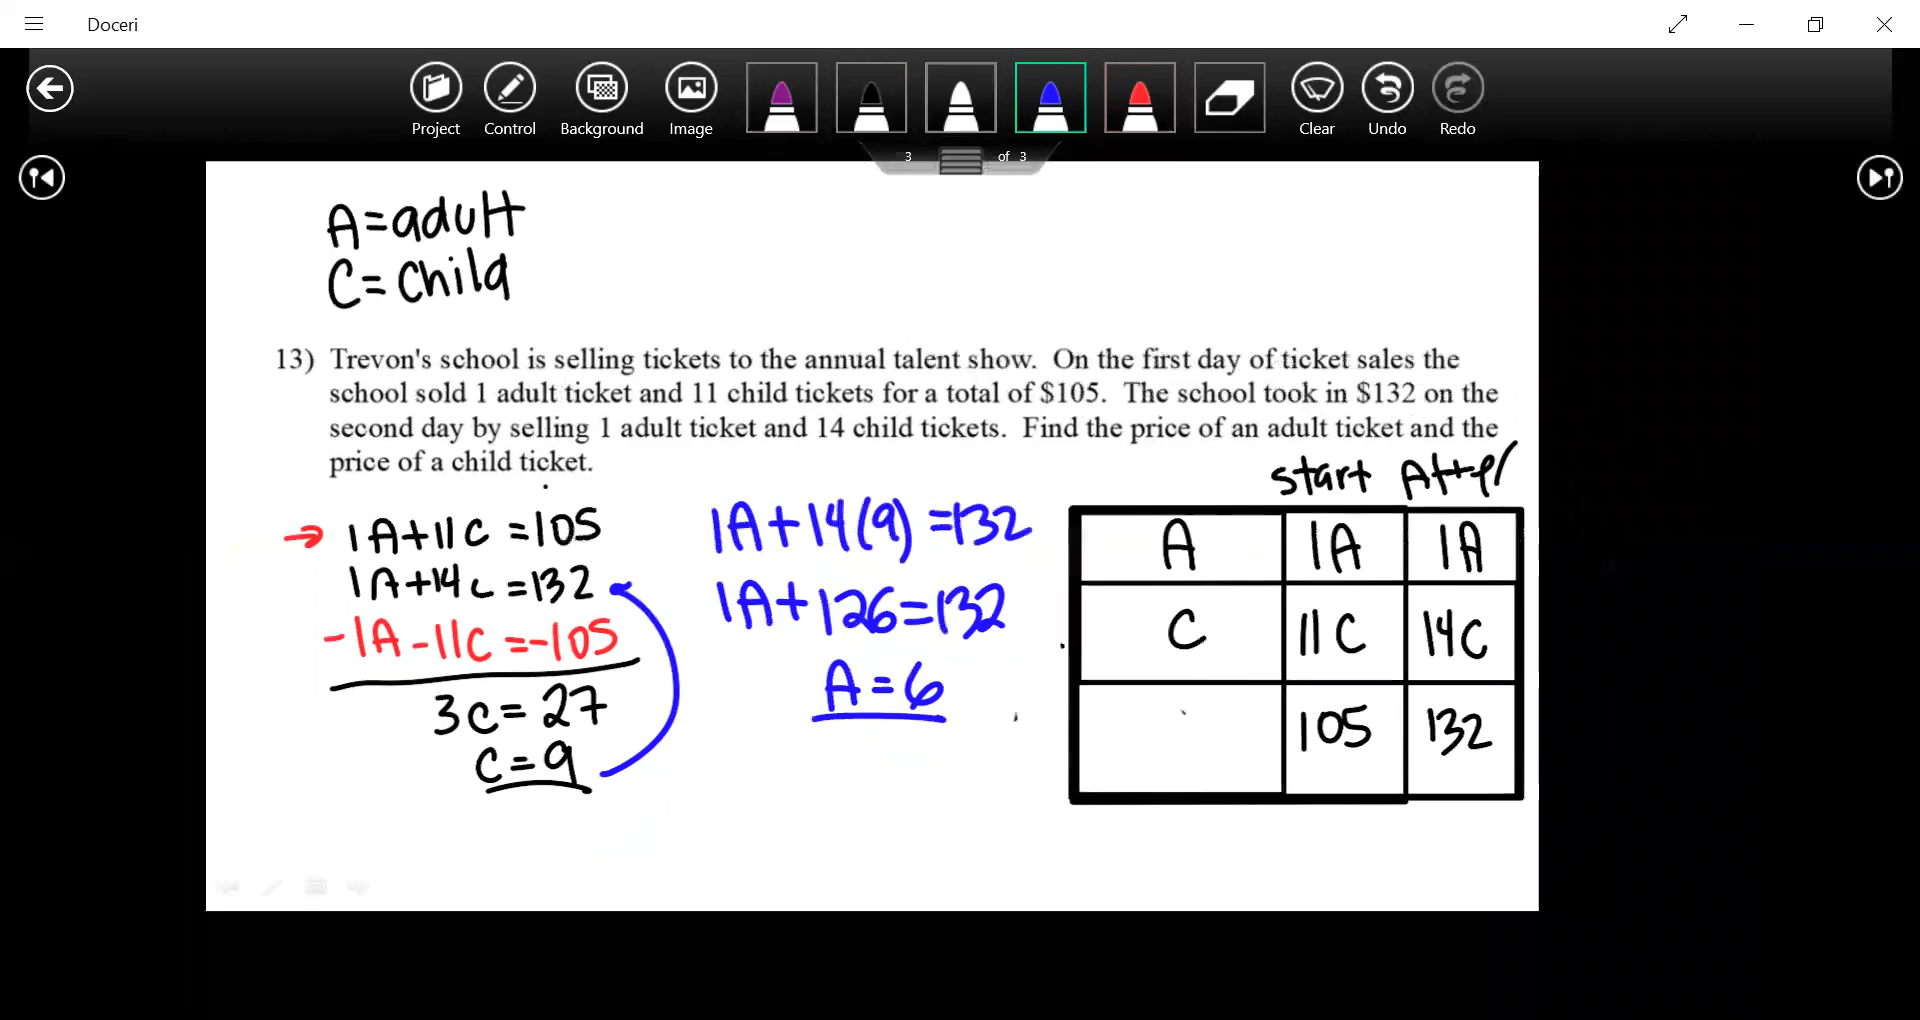 Doceri
Project Control Background Image Clear Undo Redo
3 of 3
A=adult
C=child
13) Trevon's school is selling tickets to the annual talent show. On the first day of ticket sales the
school sold 1 adult ticket and 11 child tickets for a total of $105. The school took in $132 on the
second day by selling 1 adult ticket and 14 child tickets. Find the price of an adult ticket and the
price of a child ticket.
→ 1A+11C=105
1A+14C=132
-1A-11C=-105
3C=27
C=9
1A+14(9)=132
1A+126=132
A=6
start After
A 1A 1A
C 11C 14C
105 132